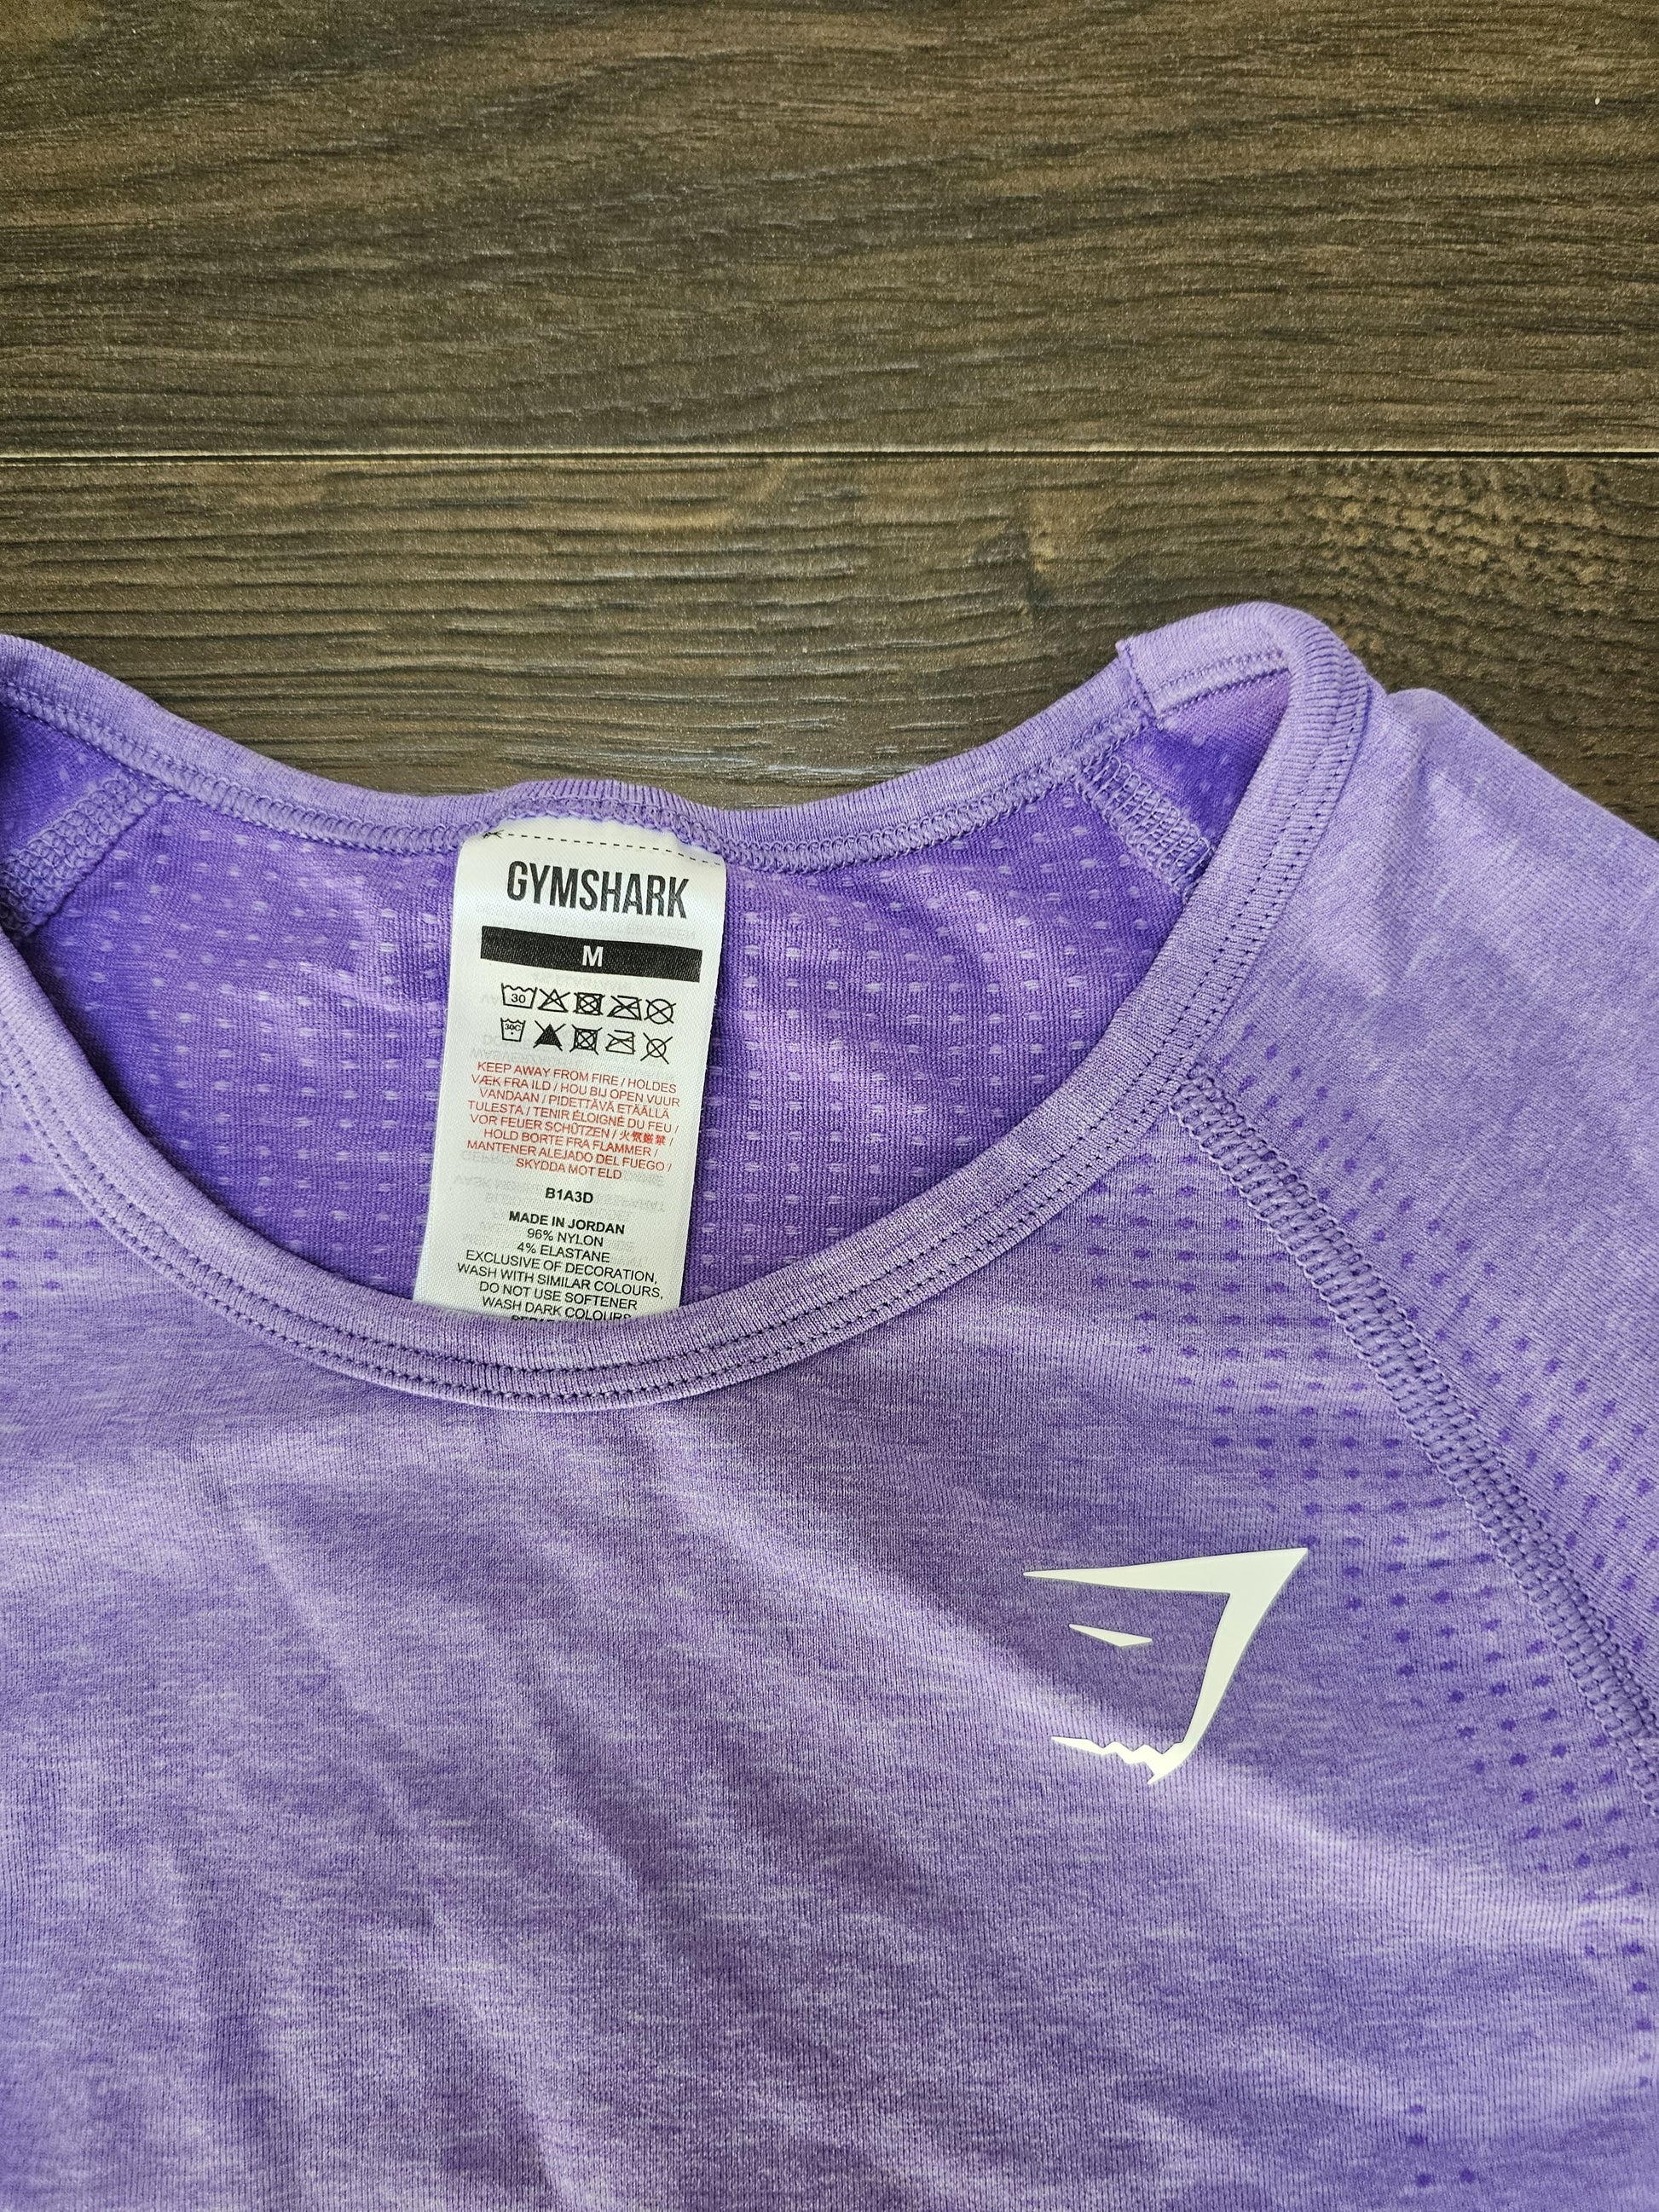 GYMSHARK
M
30
30C
KEEP AWAY FROM FIRE / HOLDES
VÆK FRA ILD / HOU BIJ OPEN VUUR
VANDAAN / PIDETTÄVÄ ETÄÄLLÄ
TULESTA / TENIR ÉLOIGNÉ DU FEU /
VOR FEUER SCHÜTZEN / 火気厳禁 /
HOLD BORTE FRA FLAMMER /
MANTENER ALEJADO DEL FUEGO /
SKYDDA MOT ELD
B1A3D
MADE IN JORDAN
96% NYLON
4% ELASTANE
EXCLUSIVE OF DECORATION,
WASH WITH SIMILAR COLOURS,
DO NOT USE SOFTENER
WASH DARK COLOURS